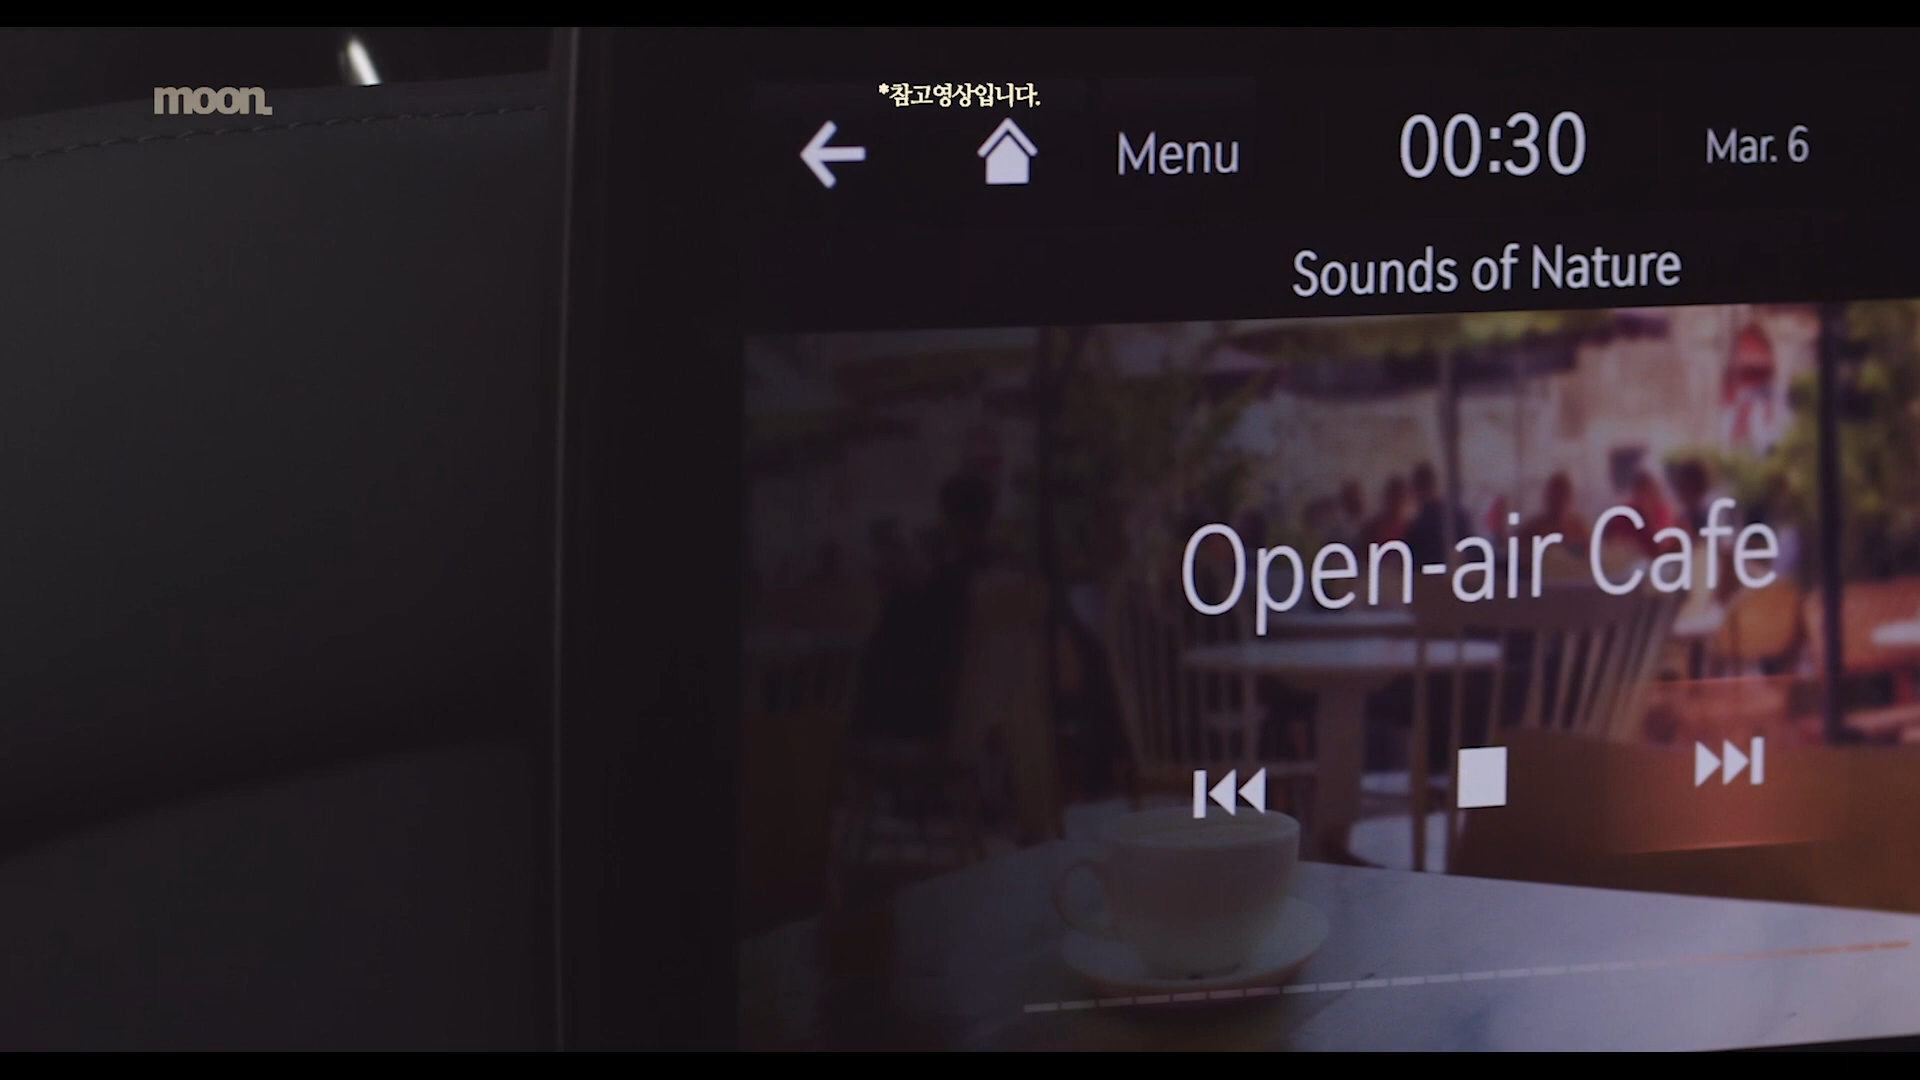 moon.
*참고영상입니다.
Menu
00:30
Mar. 6
Sounds of Nature
Open-air Cafe